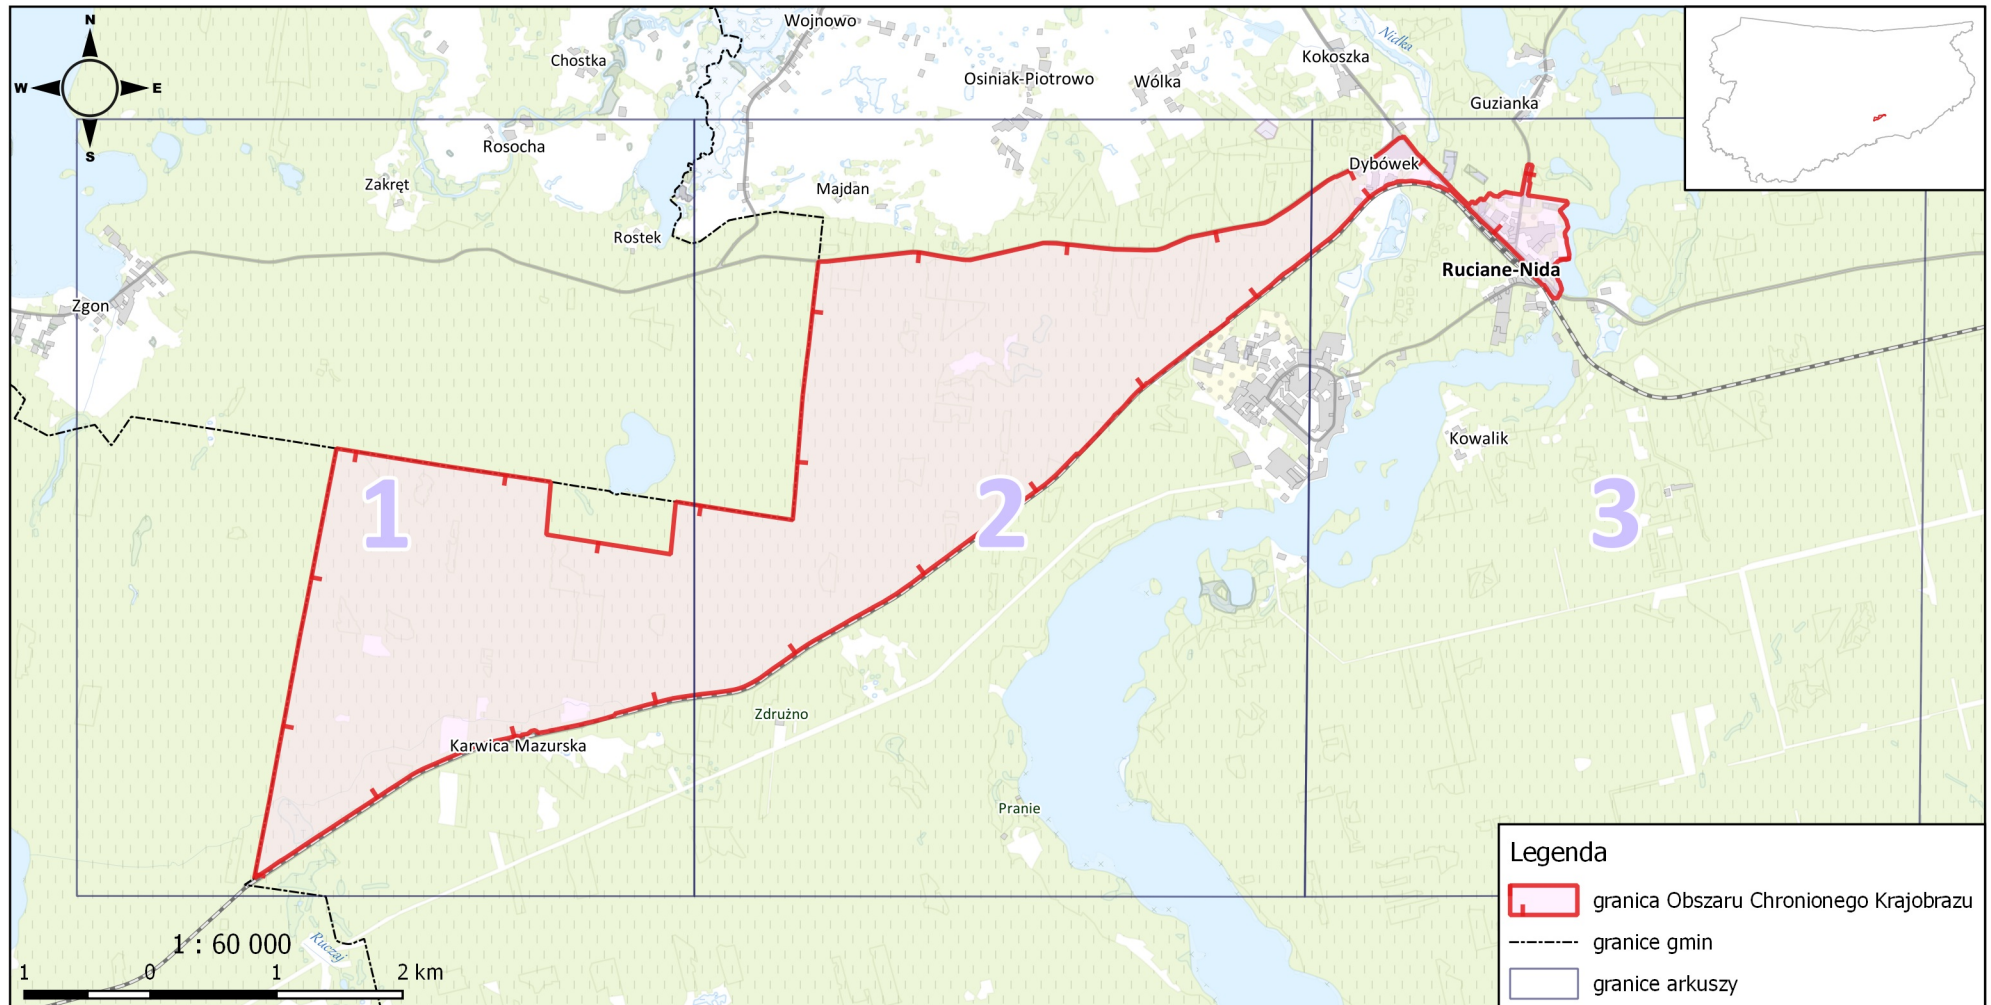 N
W
E
S
Wojnowo
Chostka
Osiniak-Piotrowo
Wólka
Kokoszka
Nidka
Guzianka
Rosocha
Zakręt
Majdan
Dybówek
Rostek
Ruciane-Nida
Zgon
Kowalik
1
2
3
Zdrużno
Karwica Mazurska
Pranie
Ruczaj
1 : 60 000
1 0 1 2 km
Legenda
granica Obszaru Chronionego Krajobrazu
granice gmin
granice arkuszy